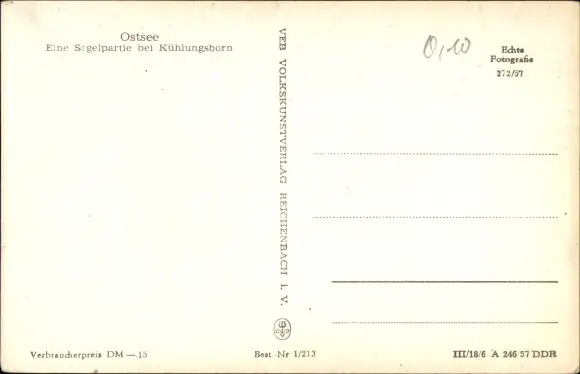 Ostsee
Eine Segelpartie bei Kühlungsborn
VEB VOLKSKUNSTVERLAG REICHENBACH i. V.
0,10
Echte
Fotografie
272/57
Verbraucherpreis DM —.15
Best.-Nr 1/213
III/18/6 A 246 57 DDR